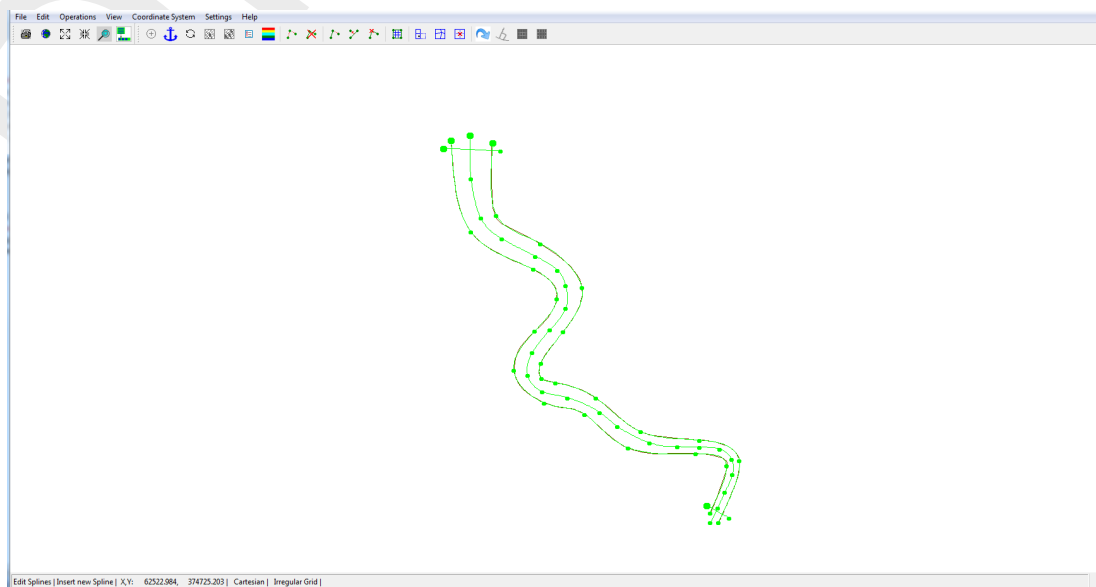 File Edit Operations View Coordinate System Settings Help
Edit Splines | Insert new Spline | X,Y: 62522.984, 374725.203 | Cartesian | Irregular Grid |